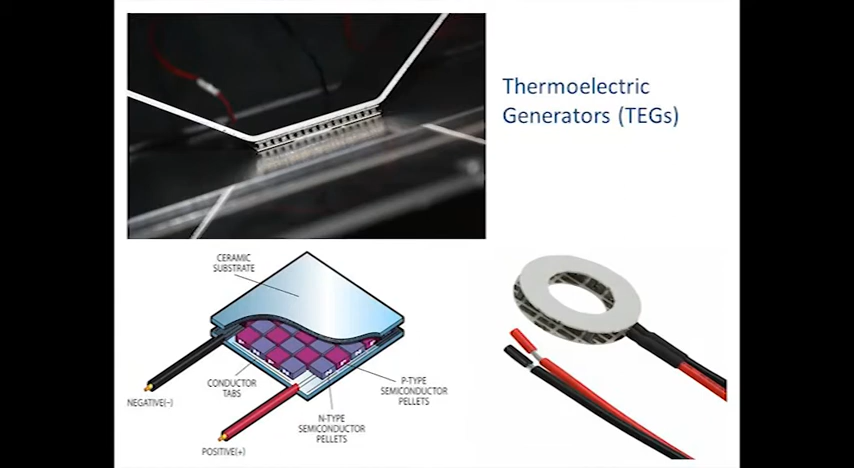 Thermoelectric
Generators (TEGs)
CERAMIC
SUBSTRATE
CONDUCTOR
TABS
P-TYPE
SEMICONDUCTOR
PELLETS
NEGATIVE(-)
N-TYPE
SEMICONDUCTOR
PELLETS
POSITIVE(+)